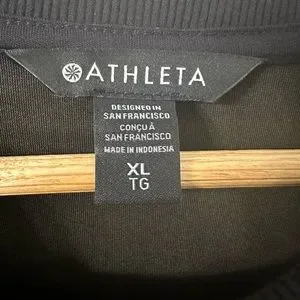 ATHLETA
DESIGNED IN
SAN FRANCISCO
CONÇU À
SAN FRANCISCO
MADE IN INDONESIA
XL
TG